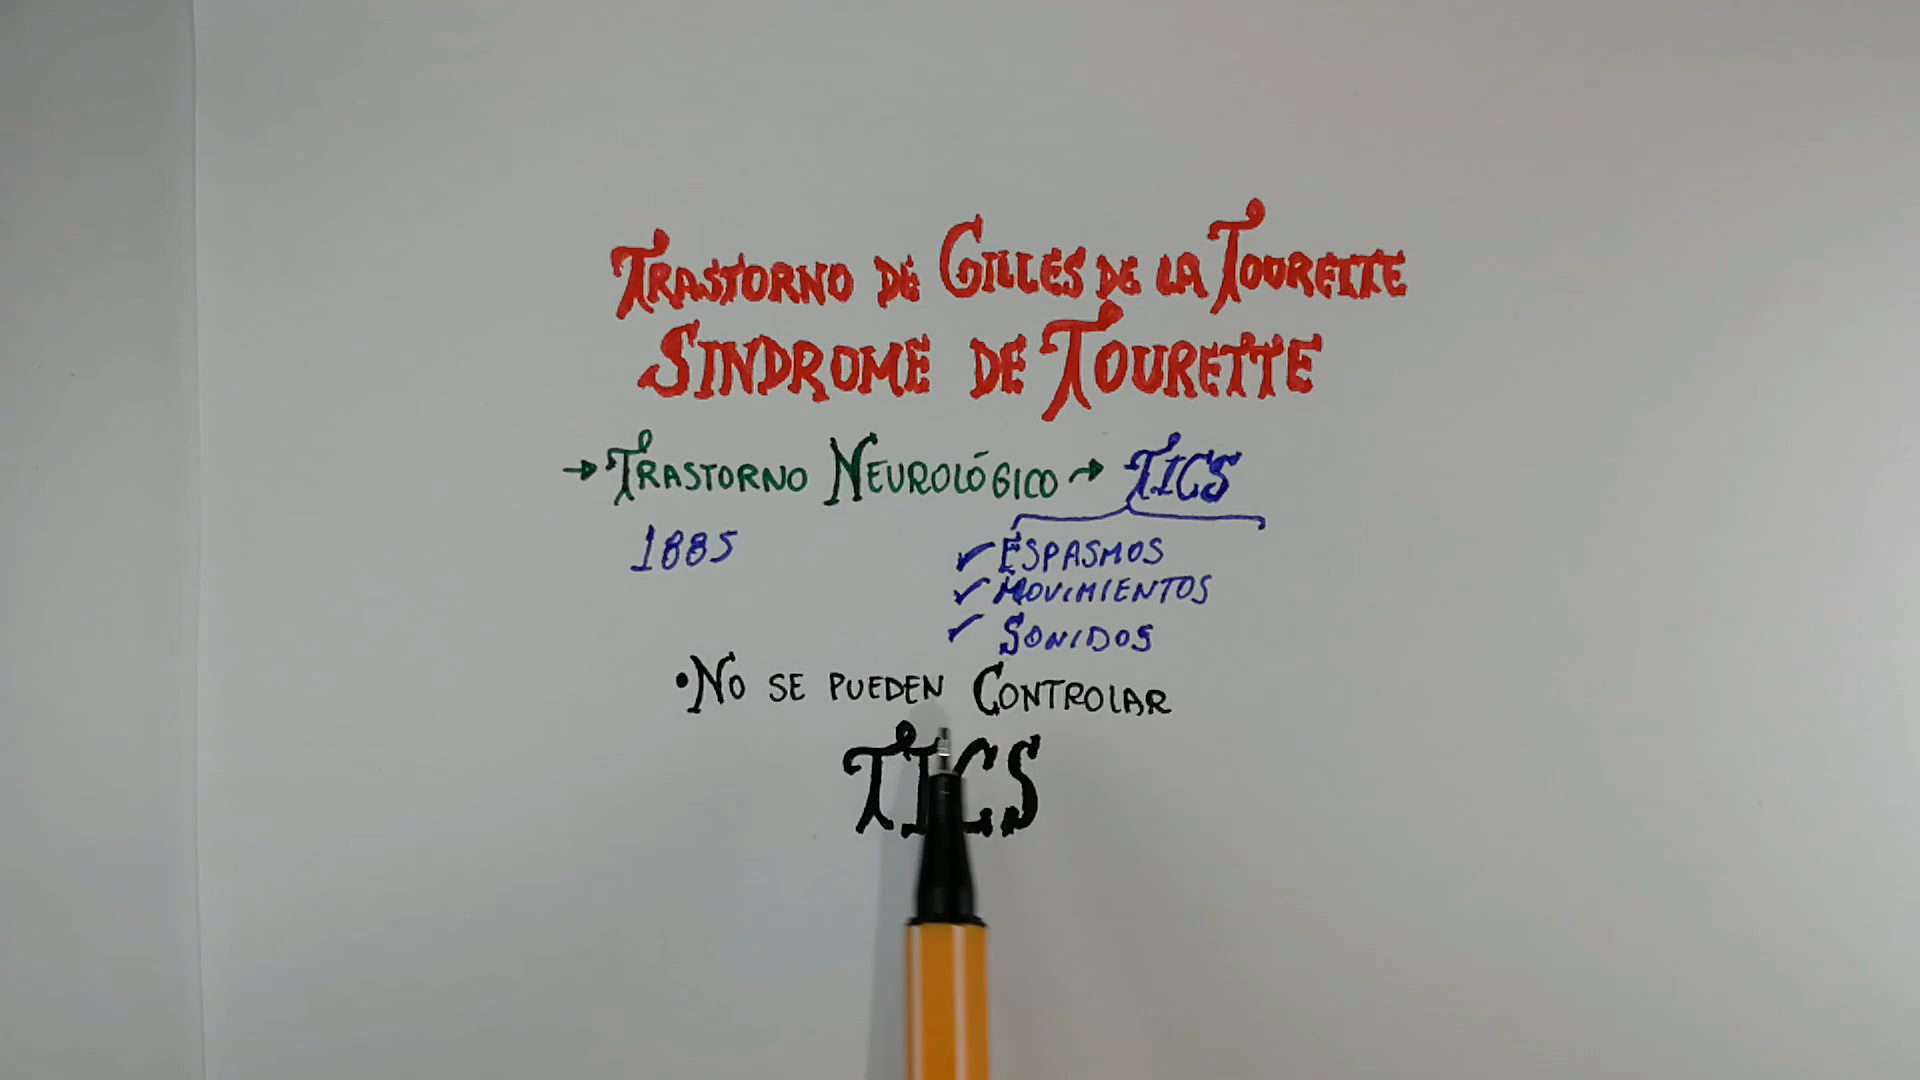 TRASTORNO DE GILLES DE LA TOURETTE
SINDROME DE TOURETTE
→ TRASTORNO NEUROLÓGICO → TICS
1885
✓ ESPASMOS
✓ MOVIMIENTOS
✓ SONIDOS
• NO SE PUEDEN CONTROLAR
TICS